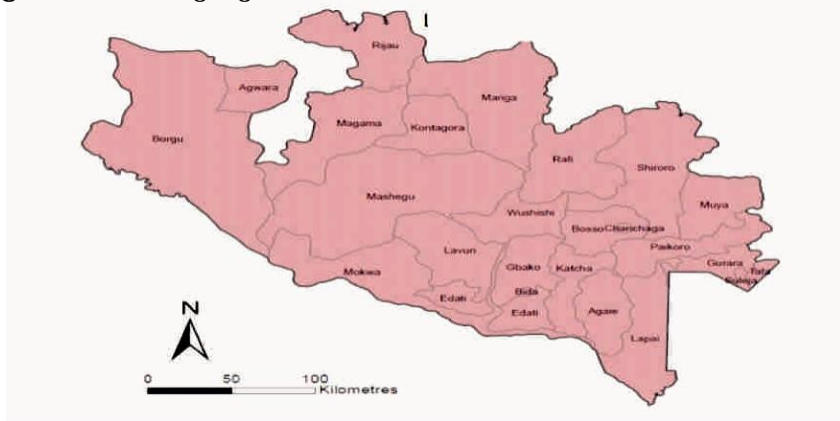 Rijau
Agwara
Manga
Magama
Kontagora
Borgu
Rafi
Shiroro
Mashegu
Muya
Wushishi
Bosso Chanchaga
Paikoro
Lavun
Gbako
Katcha
Gurara
Tafa
Suleja
Mokwa
Bida
Edati
Edati
Agaie
Lapai
N
0 50 100
Kilometres